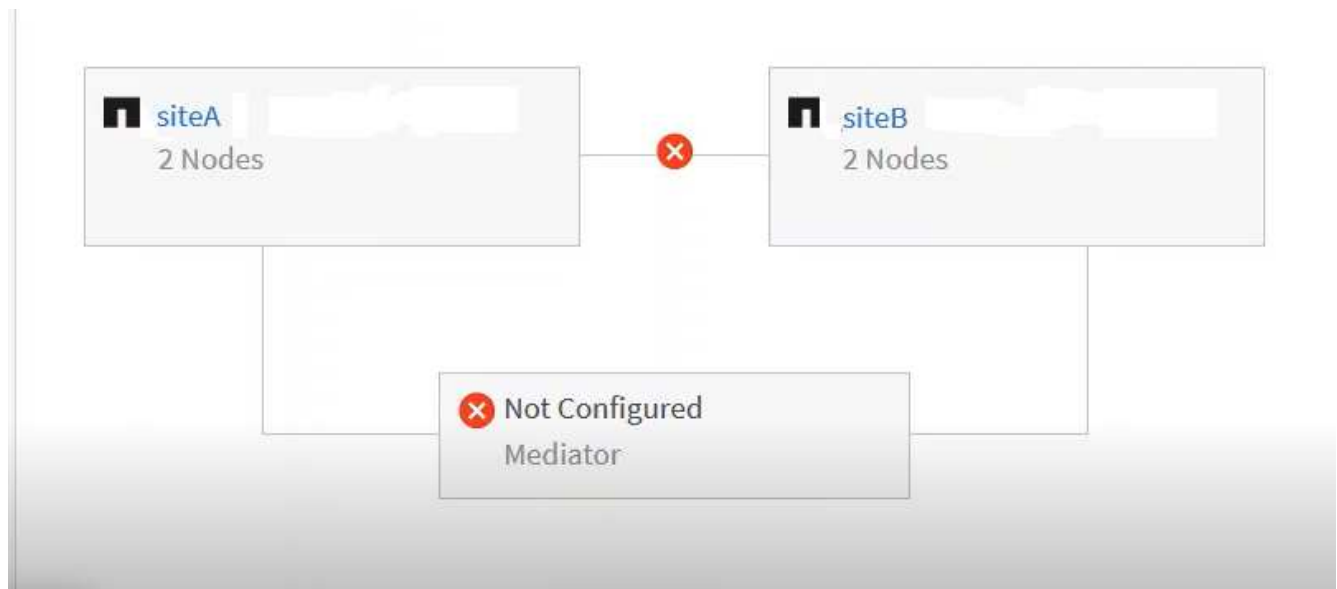 siteA
2 Nodes
siteB
2 Nodes
Not Configured
Mediator